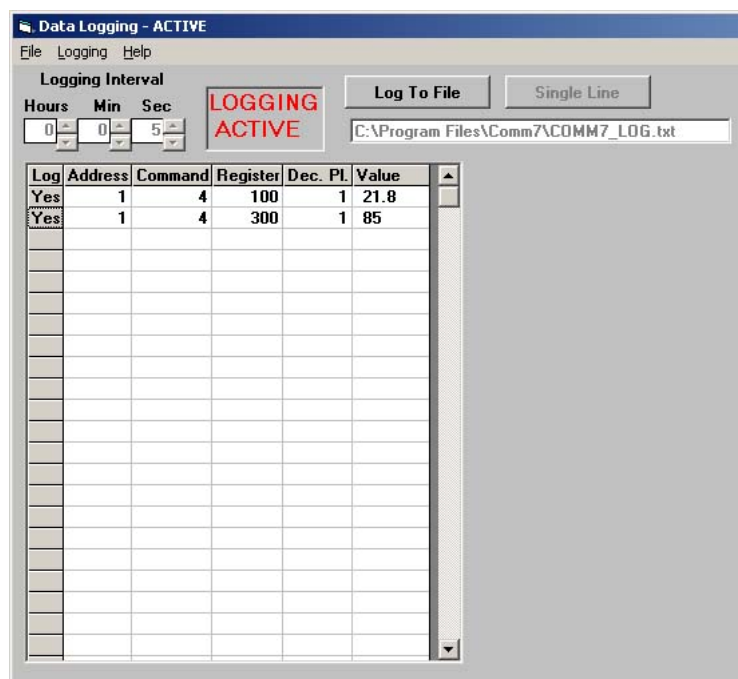 Data Logging - ACTIVE
File Logging Help
Logging Interval
Hours Min Sec
0 0 5
LOGGING
ACTIVE
Log To File
Single Line
C:\Program Files\Comm7\COMM7_LOG.txt
Log Address Command Register Dec. Pl. Value
Yes 1 4 100 1 21.8
Yes 1 4 300 1 85